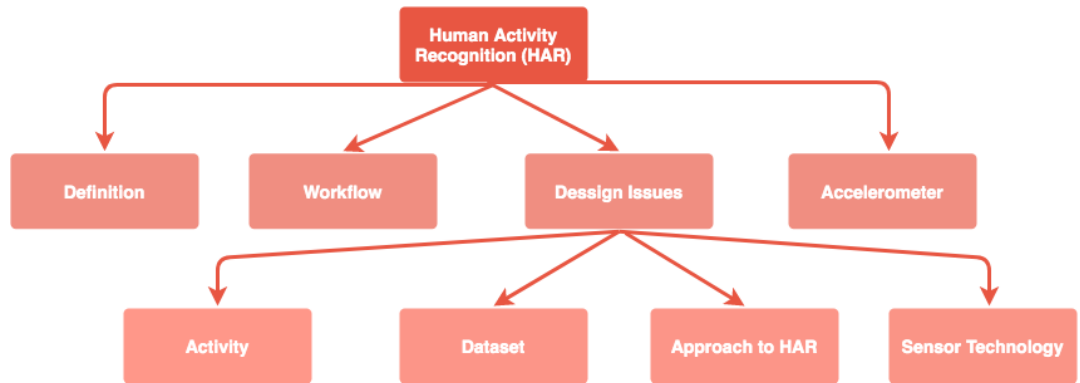 Human Activity
Recognition (HAR)
Definition
Workflow
Dessign Issues
Accelerometer
Activity
Dataset
Approach to HAR
Sensor Technology